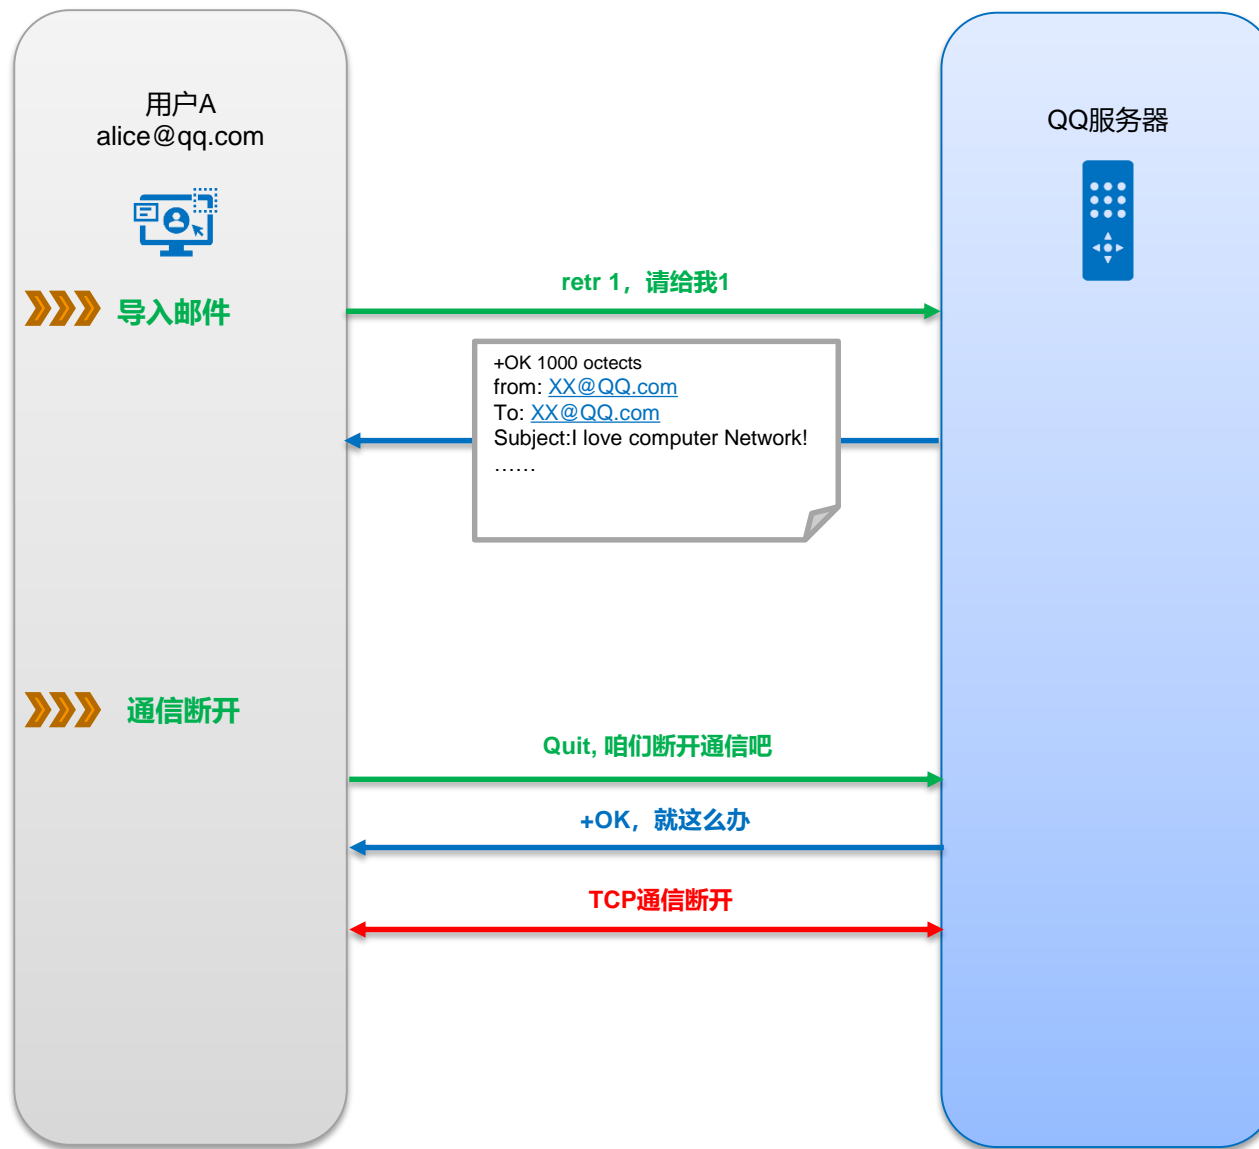 用户A
alice@qq.com
QQ服务器
retr 1，请给我1
导入邮件
+OK 1000 octects
from: XX@QQ.com
To: XX@QQ.com
Subject:I love computer Network!
……
通信断开
Quit, 咱们断开通信吧
+OK，就这么办
TCP通信断开